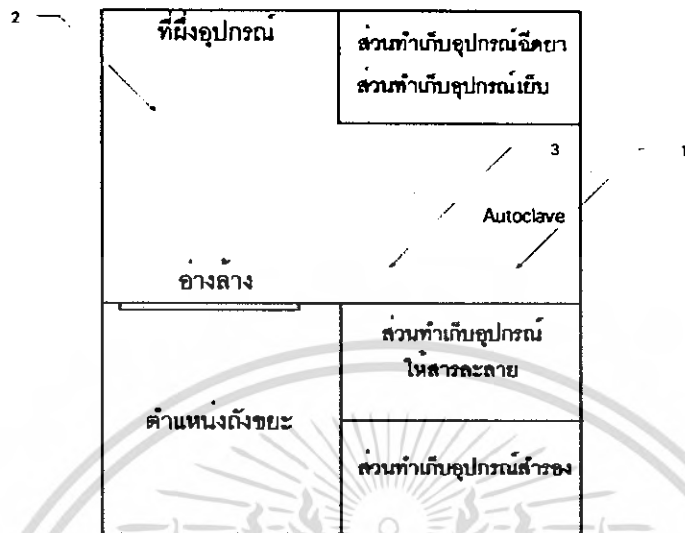 2
ที่ผึ่งอุปกรณ์
ส่วนทำเก็บอุปกรณ์ฉีดยา
ส่วนทำเก็บอุปกรณ์เย็บ
3
1
Autoclave
อ่างล้าง
ส่วนทำเก็บอุปกรณ์
ให้สารละลาย
ตำแหน่งถังขยะ
ส่วนทำเก็บอุปกรณ์สำรอง